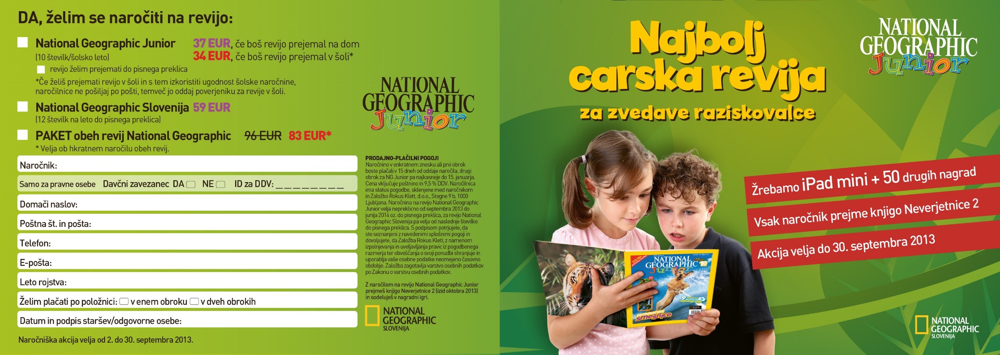 DA, želim se naročiti na revijo:
National Geographic Junior 37 EUR, če boš revijo prejemal na dom
(10 številk/šolsko leto) 34 EUR, če boš revijo prejemal v šoli*
revijo želim prejemati do pisnega preklica
*Če želiš prejemati revijo v šoli in s tem izkoristiti ugodnost šolske naročnine,
naročilnice ne pošiljaj po pošti, temveč jo oddaj poverjeniku za revije v šoli.
National Geographic Slovenija 59 EUR
(12 številk na leto do pisnega preklica)
PAKET obeh revij National Geographic 96 EUR 83 EUR*
* Velja ob hkratnem naročilu obeh revij.
Naročnik:
Samo za pravne osebe Davčni zavezanec DA NE ID za DDV: _ _ _ _ _ _ _ _
Domači naslov:
Poštna št. in pošta:
Telefon:
E-pošta:
Leto rojstva:
Želim plačati po položnici: v enem obroku v dveh obrokih
Datum in podpis staršev/odgovorne osebe:
Naročniška akcija velja od 2. do 30. septembra 2013.
NATIONAL
GEOGRAPHIC
Junior
PRODAJNO-PLAČILNI POGOJI
Naročnino v enkratnem znesku ali prvi obrok
boste plačali v 15 dneh od oddaje naročila, drugi
obrok za NG Junior pa najkasneje do 15. januarja.
Cena vključuje poštnino in 9,5 % DDV. Naročilnica
ima status pogodbe, sklenjene med naročnikom
in Založbo Rokus Klett, d.o.o., Stegne 9 b, 1000
Ljubljana. Naročnina na revijo National Geographic
Junior velja nepreklicno od septembra 2013 do
junija 2014 oz. do pisnega preklica, za revijo National
Geographic Slovenija pa velja od naslednje številke
do pisnega preklica. S podpisom potrjujete, da
ste seznanjeni z navedenimi splošnimi pogoji in
dovoljujete, da Založba Rokus Klett, z namenom
izpolnjevanja in uveljavljanja pravic iz pogodbenega
razmerja ter obveščanja o svoji ponudbi shranjuje in
uporablja vaše osebne podatke neomejeno časovno
obdobje. Založba zagotavlja varstvo osebnih podatkov
po Zakonu o varstvu osebnih podatkov.
Z naročilom na revijo National Geographic Junior
prejmeš knjigo Neverjetnice 2 (izid oktobra 2013)
in sodeluješ v nagradni igri.
NATIONAL
GEOGRAPHIC
SLOVENIJA
Najbolj
carska revija
za zvedave raziskovalce
NATIONAL
GEOGRAPHIC
Junior
Žrebamo iPad mini + 50 drugih nagrad
Vsak naročnik prejme knjigo Neverjetnice 2
Akcija velja do 30. septembra 2013
NATIONAL
GEOGRAPHIC
Junior
9
FOTOGRAFSKE
smešnice
NATIONAL
GEOGRAPHIC
SLOVENIJA